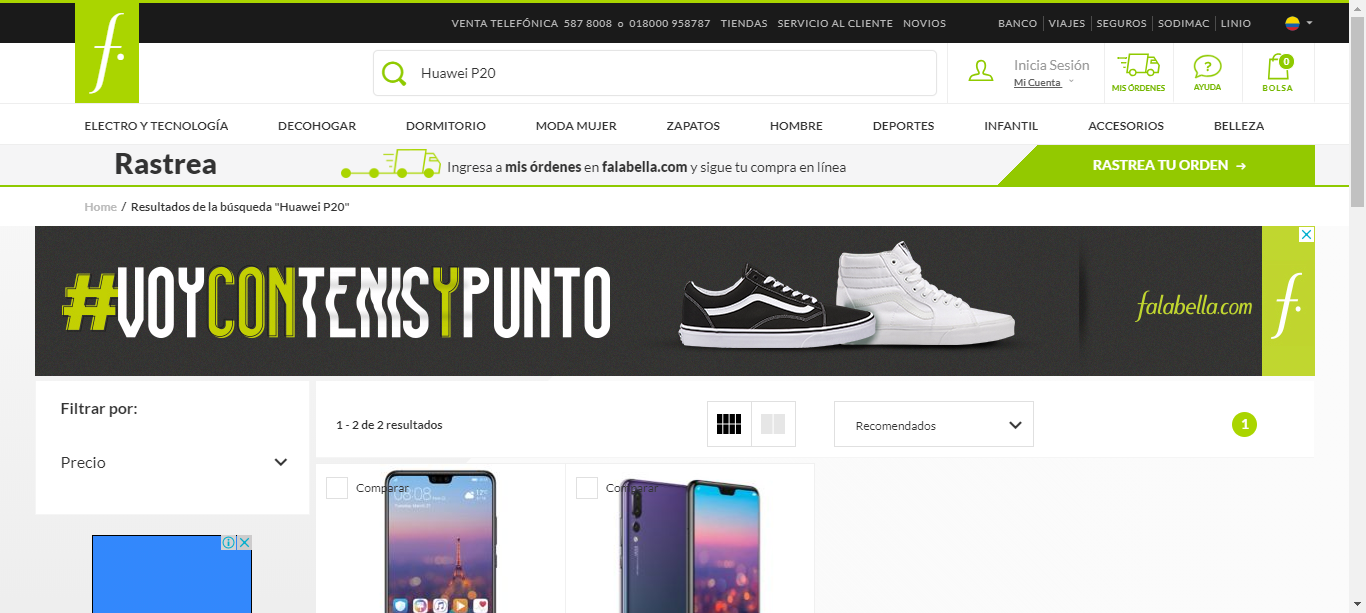 VENTA TELEFÓNICA 587 8008 o 018000 958787 TIENDAS SERVICIO AL CLIENTE NOVIOS BANCO VIAJES SEGUROS SODIMAC LINIO
f.
Huawei P20
Inicia Sesión
Mi Cuenta
MIS ÓRDENES
?
AYUDA
0
BOLSA
ELECTRO Y TECNOLOGÍA DECOHOGAR DORMITORIO MODA MUJER ZAPATOS HOMBRE DEPORTES INFANTIL ACCESORIOS BELLEZA
Rastrea Ingresa a mis órdenes en falabella.com y sigue tu compra en línea RASTREA TU ORDEN →
Home / Resultados de la búsqueda "Huawei P20"
#VOYCONTENISYPUNTO
falabella.com
f.
Filtrar por:
Precio
1 - 2 de 2 resultados
Recomendados
1
Comparar
08:08
12°C
Comparar
HUAWEI